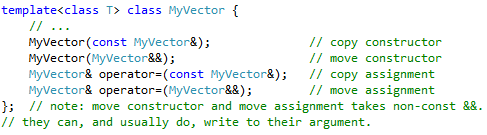 template<class T> class MyVector {
    // ...
    MyVector(const MyVector&);              // copy constructor
    MyVector(MyVector&&);                   // move constructor
    MyVector& operator=(const MyVector&);   // copy assignment
    MyVector& operator=(MyVector&&);        // move assignment
};  // note: move constructor and move assignment takes non-const &&.
// they can, and usually do, write to their argument.